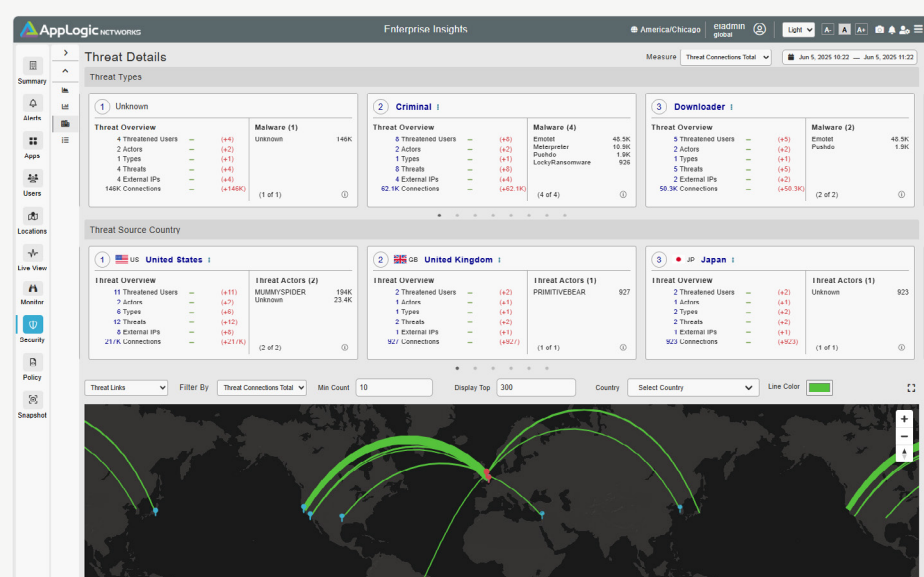 AppLogic NETWORKS
Enterprise Insights
America/Chicago
eiadmin
global
Light
A-
A
A+
Threat Details
Measure
Threat Connections Total
Jun 5, 2025 10:22 — Jun 5, 2025 11:22
Summary
Alerts
Apps
Users
Locations
Live View
Monitor
Security
Policy
Snapshot
Threat Types
1 Unknown
Threat Overview
4 Threatened Users – (+4)
2 Actors – (+2)
1 Types – (+1)
4 Threats – (+4)
4 External IPs – (+4)
146K Connections – (+146K)
Malware (1)
Unknown 146K
(1 of 1)
2 Criminal
Threat Overview
8 Threatened Users – (+8)
2 Actors – (+2)
1 Types – (+1)
8 Threats – (+8)
4 External IPs – (+4)
62.1K Connections – (+62.1K)
Malware (4)
Emotet 48.5K
Meterpreter 10.9K
Pushdo 1.9K
LockyRansomware 926
(4 of 4)
3 Downloader
Threat Overview
5 Threatened Users – (+5)
2 Actors – (+2)
1 Types – (+1)
5 Threats – (+5)
2 External IPs – (+2)
50.3K Connections – (+50.3K)
Malware (2)
Emotet 48.5K
Pushdo 1.9K
(2 of 2)
Threat Source Country
1 US United States
Threat Overview
11 Threatened Users – (+11)
2 Actors – (+2)
6 Types – (+6)
12 Threats – (+12)
8 External IPs – (+8)
217K Connections – (+217K)
Threat Actors (2)
MUMMYSPIDER 194K
Unknown 23.4K
(2 of 2)
2 GB United Kingdom
Threat Overview
2 Threatened Users – (+2)
1 Actors – (+1)
1 Types – (+1)
2 Threats – (+2)
1 External IPs – (+1)
927 Connections – (+927)
Threat Actors (1)
PRIMITIVEBEAR 927
(1 of 1)
3 JP Japan
Threat Overview
2 Threatened Users – (+2)
1 Actors – (+1)
2 Types – (+2)
2 Threats – (+2)
1 External IPs – (+1)
923 Connections – (+923)
Threat Actors (1)
Unknown 923
(1 of 1)
Threat Links
Filter By
Threat Connections Total
Min Count
10
Display Top
300
Country
Select Country
Line Color